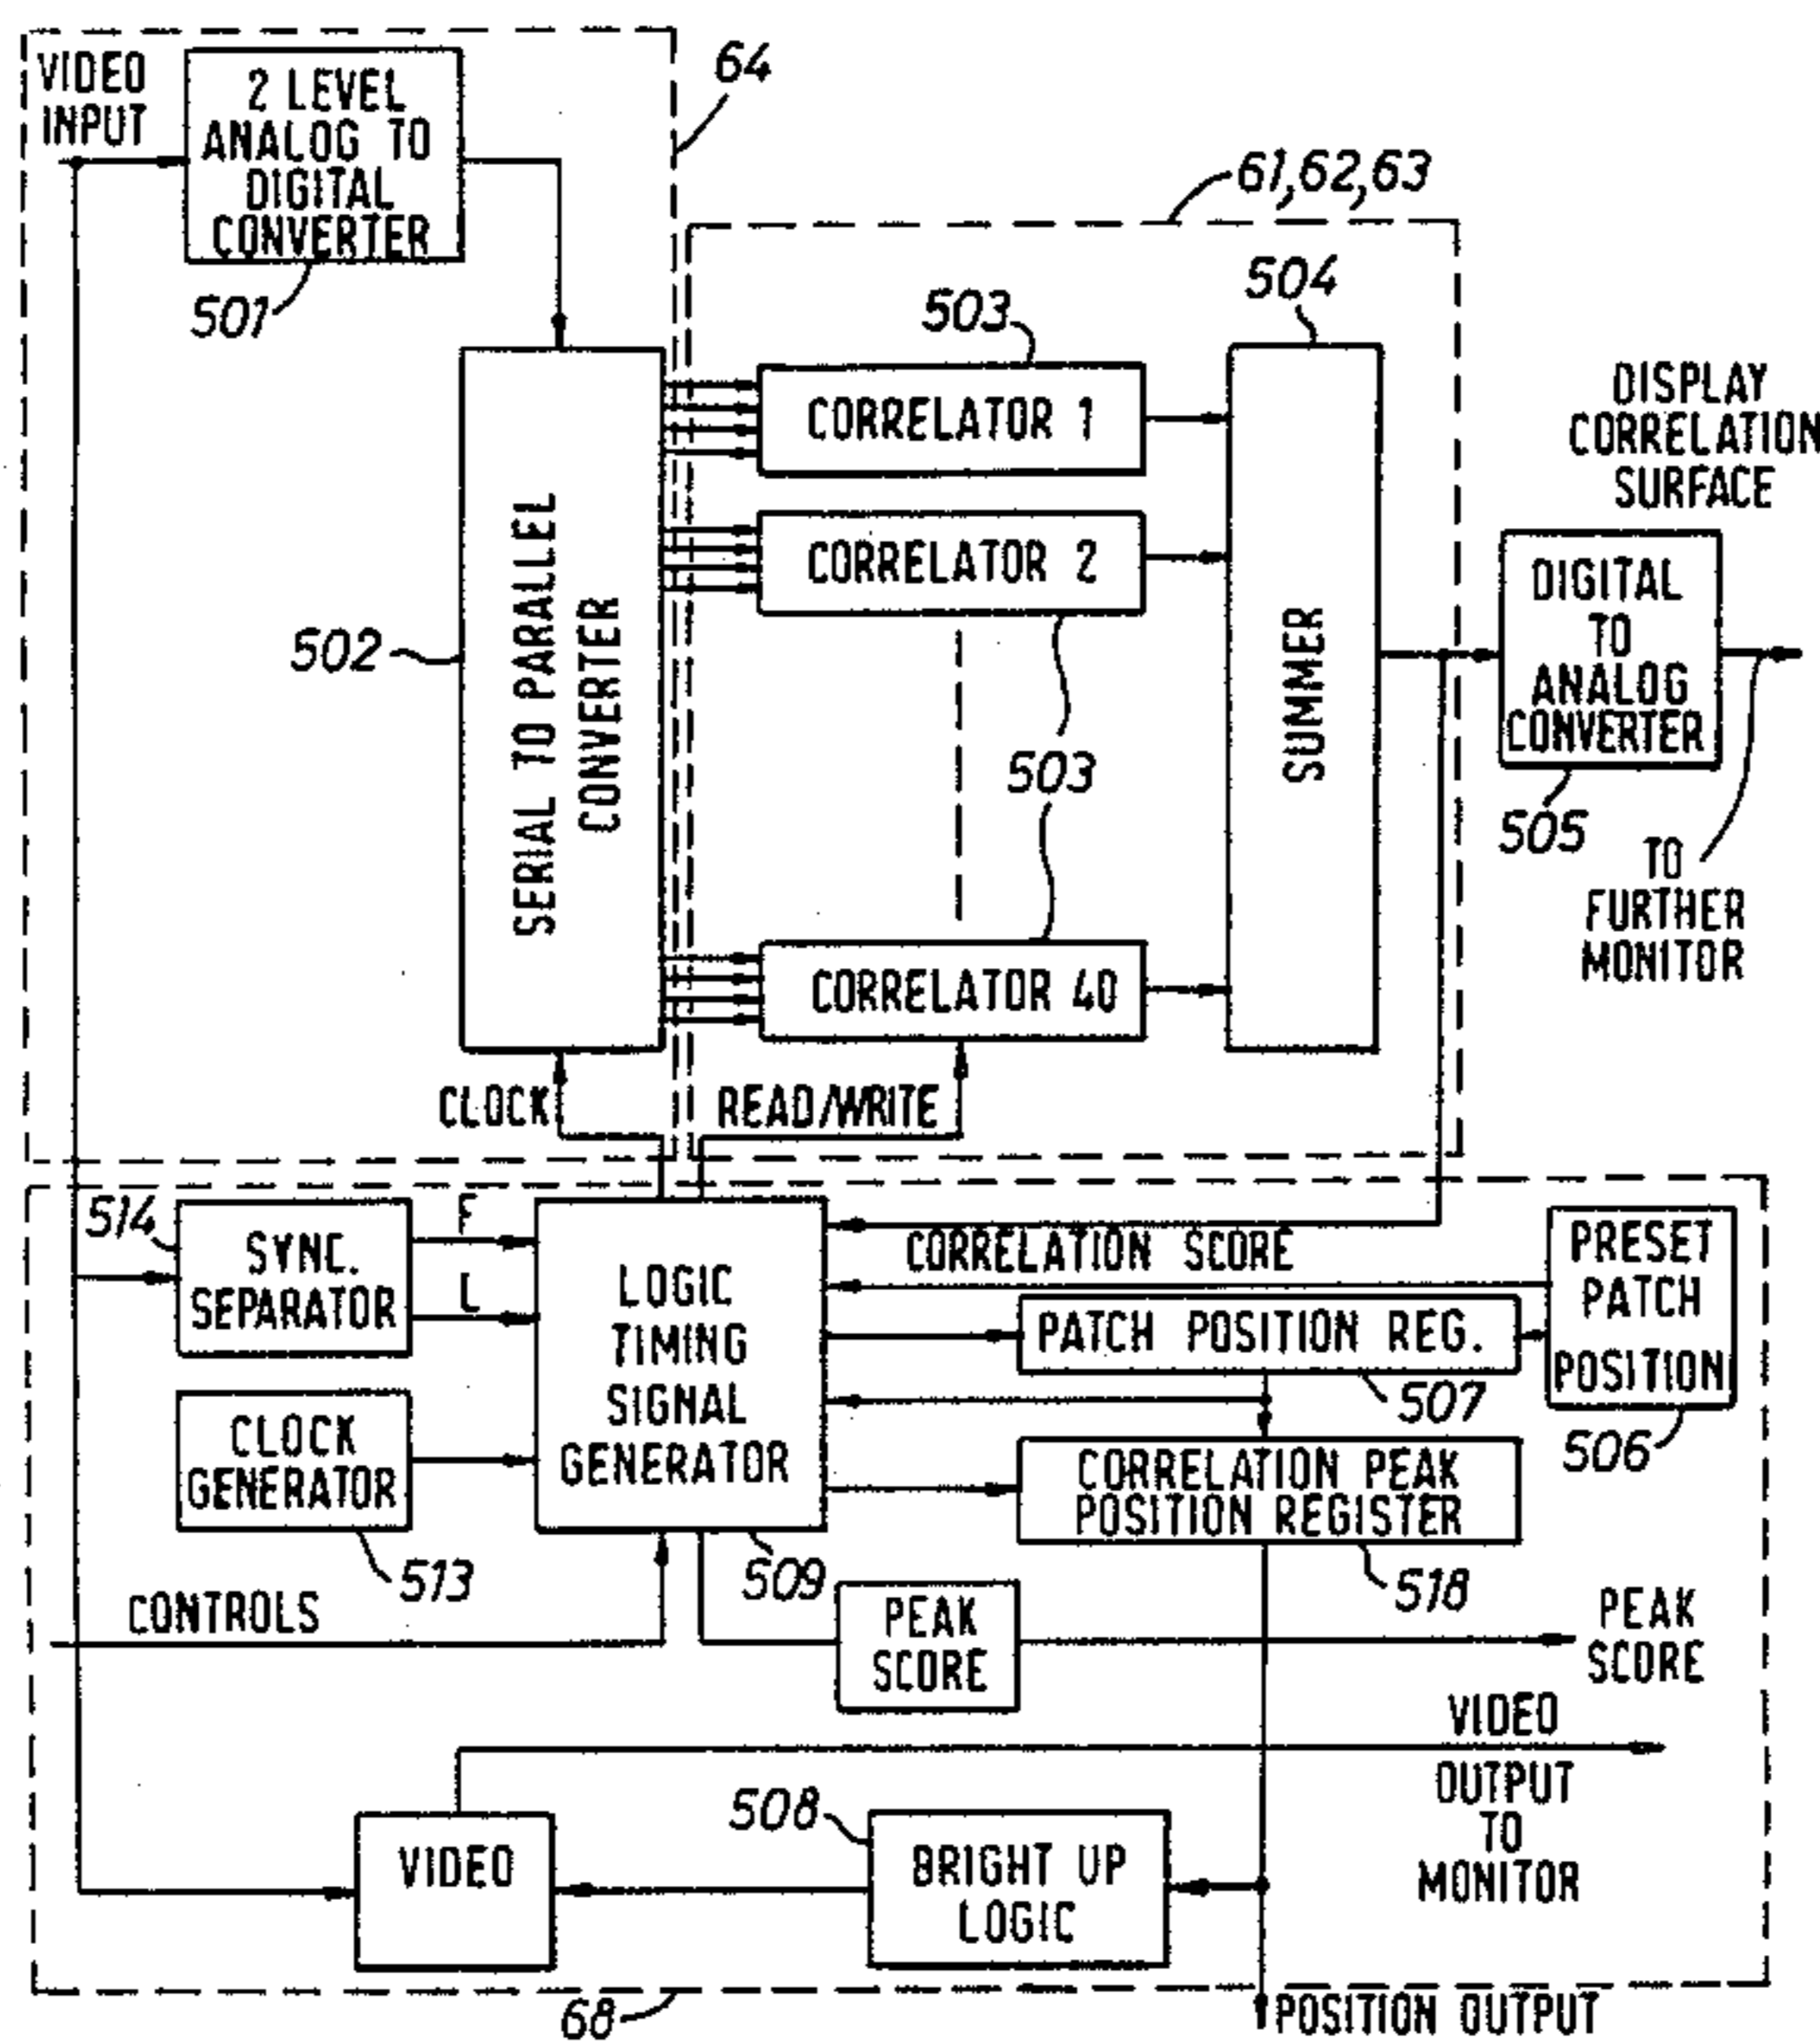 VIDEO
INPUT
2 LEVEL
ANALOG TO
DIGITAL
CONVERTER
501
64
61,62,63
503
504
CORRELATOR 1
CORRELATOR 2
503
CORRELATOR 40
502
SERIAL TO PARALLEL
CONVERTER
SUMMER
DISPLAY
CORRELATION
SURFACE
DIGITAL
TO
ANALOG
CONVERTER
505
TO
FURTHER
MONITOR
CLOCK
READ/WRITE
514
SYNC.
SEPARATOR
F
L
LOGIC
TIMING
SIGNAL
GENERATOR
509
CORRELATION SCORE
PRESET
PATCH
POSITION
506
PATCH POSITION REG.
507
CLOCK
GENERATOR
513
CORRELATION PEAK
POSITION REGISTER
518
CONTROLS
PEAK
SCORE
PEAK
SCORE
VIDEO
OUTPUT
TO
MONITOR
508
VIDEO
BRIGHT UP
LOGIC
68
POSITION OUTPUT